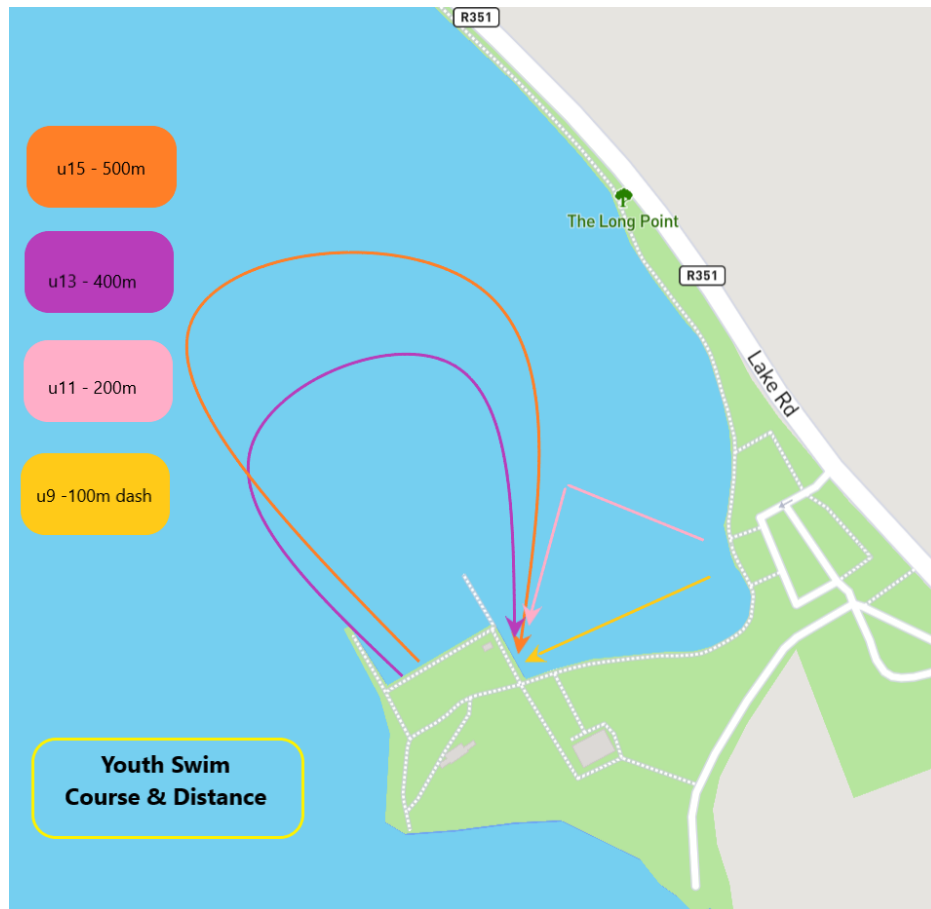 R351
u15 - 500m
The Long Point
u13 - 400m
R351
u11 - 200m
Lake Rd
u9 -100m dash
Youth Swim
Course & Distance